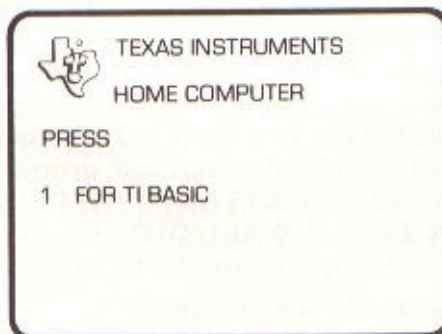 TEXAS INSTRUMENTS
HOME COMPUTER
PRESS
1 FOR TI BASIC